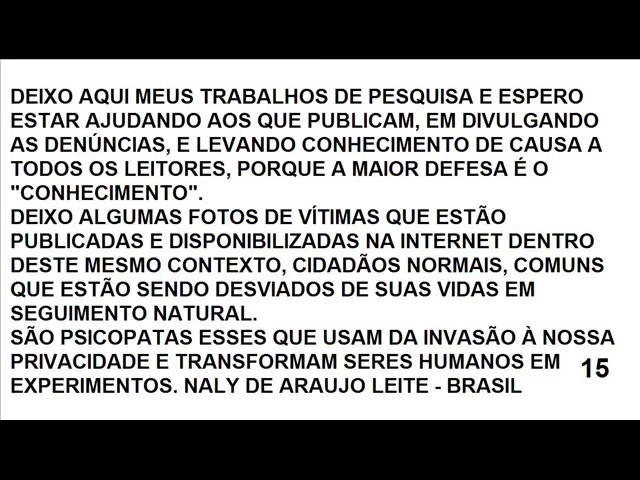 DEIXO AQUI MEUS TRABALHOS DE PESQUISA E ESPERO
ESTAR AJUDANDO AOS QUE PUBLICAM, EM DIVULGANDO
AS DENÚNCIAS, E LEVANDO CONHECIMENTO DE CAUSA A
TODOS OS LEITORES, PORQUE A MAIOR DEFESA É O
"CONHECIMENTO".
DEIXO ALGUMAS FOTOS DE VÍTIMAS QUE ESTÃO
PUBLICADAS E DISPONIBILIZADAS NA INTERNET DENTRO
DESTE MESMO CONTEXTO, CIDADÃOS NORMAIS, COMUNS
QUE ESTÃO SENDO DESVIADOS DE SUAS VIDAS EM
SEGUIMENTO NATURAL.
SÃO PSICOPATAS ESSES QUE USAM DA INVASÃO À NOSSA
PRIVACIDADE E TRANSFORMAM SERES HUMANOS EM
EXPERIMENTOS. NALY DE ARAUJO LEITE - BRASIL
15